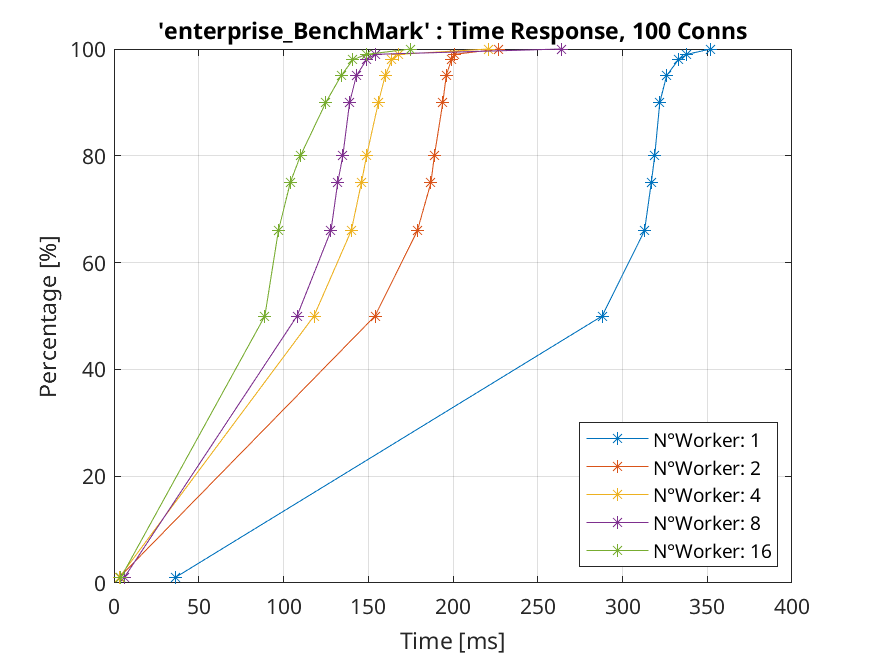 'enterprise_BenchMark' : Time Response, 100 Conns
Percentage [%]
100
80
60
40
20
0
0 50 100 150 200 250 300 350 400
Time [ms]
N°Worker: 1
N°Worker: 2
N°Worker: 4
N°Worker: 8
N°Worker: 16